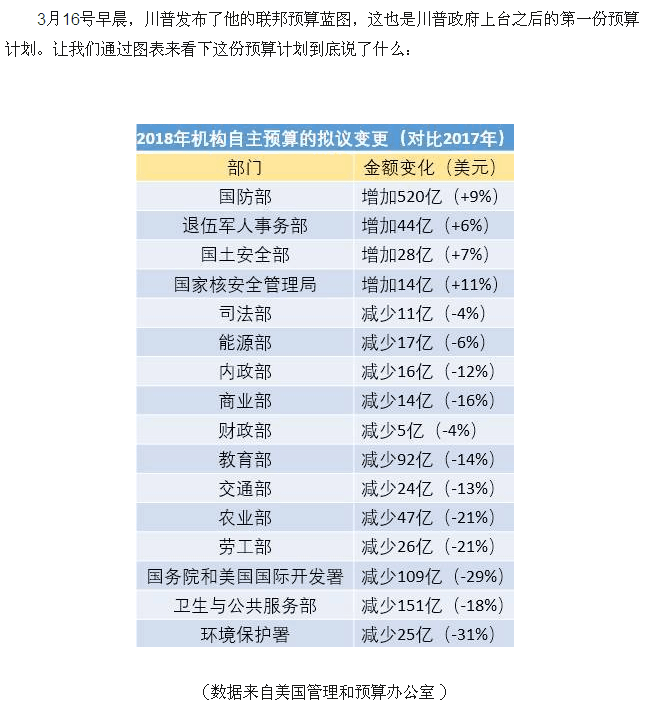 3月16号早晨，川普发布了他的联邦预算蓝图，这也是川普政府上台之后的第一份预算
计划。让我们通过图表来看下这份预算计划到底说了什么：
2018年机构自主预算的拟议变更（对比2017年）
部门 金额变化（美元）
国防部 增加520亿（+9%）
退伍军人事务部 增加44亿（+6%）
国土安全部 增加28亿（+7%）
国家核安全管理局 增加14亿（+11%）
司法部 减少11亿（-4%）
能源部 减少17亿（-6%）
内政部 减少16亿（-12%）
商业部 减少14亿（-16%）
财政部 减少5亿（-4%）
教育部 减少92亿（-14%）
交通部 减少24亿（-13%）
农业部 减少47亿（-21%）
劳工部 减少26亿（-21%）
国务院和美国国际开发署 减少109亿（-29%）
卫生与公共服务部 减少151亿（-18%）
环境保护署 减少25亿（-31%）
（数据来自美国管理和预算办公室）